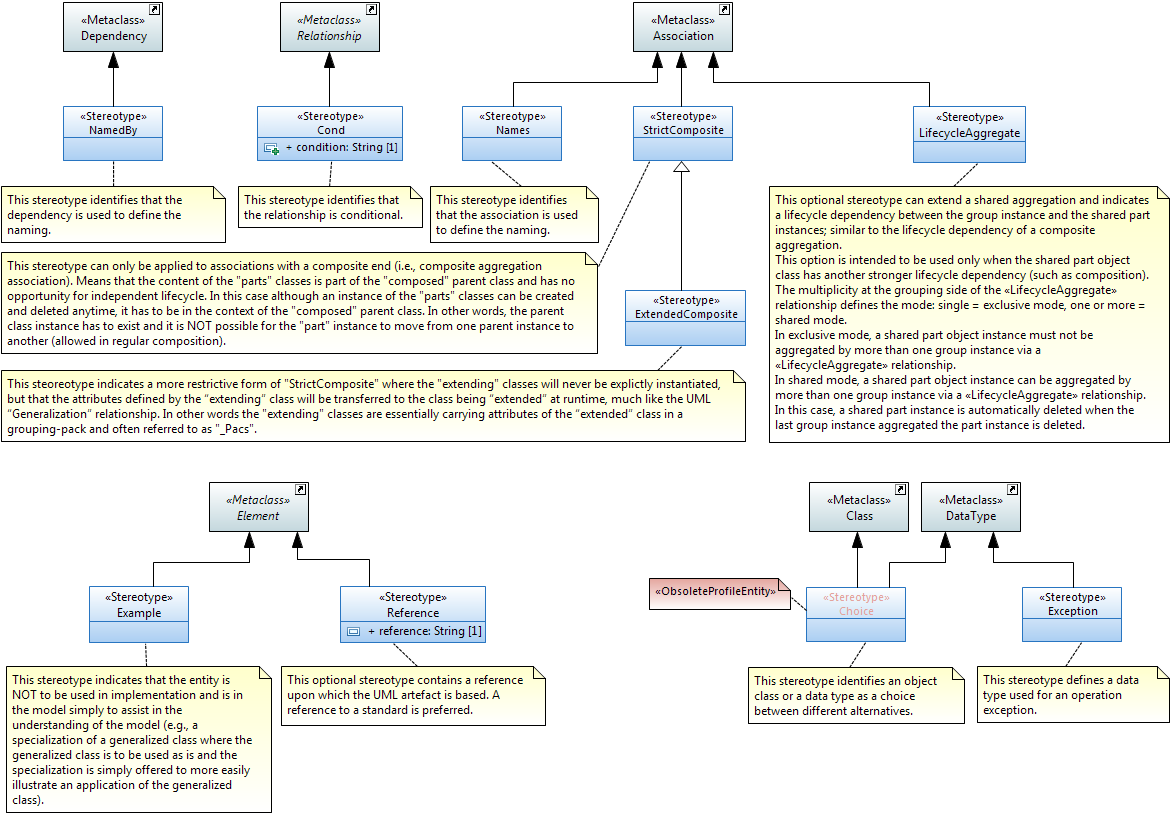 «Metaclass»
Dependency
«Metaclass»
Relationship
«Metaclass»
Association
«Stereotype»
NamedBy
«Stereotype»
Cond
+ condition: String [1]
«Stereotype»
Names
«Stereotype»
StrictComposite
«Stereotype»
LifecycleAggregate
This stereotype identifies that the
dependency is used to define the
naming.
This stereotype identifies that
the relationship is conditional.
This stereotype identifies
that the association is used
to define the naming.
This optional stereotype can extend a shared aggregation and indicates
a lifecycle dependency between the group instance and the shared part
instances; similar to the lifecycle dependency of a composite
aggregation.
This option is intended to be used only when the shared part object
class has another stronger lifecycle dependency (such as composition).
The multiplicity at the grouping side of the «LifecycleAggregate»
relationship defines the mode: single = exclusive mode, one or more =
shared mode.
In exclusive mode, a shared part object instance must not be
aggregated by more than one group instance via a
«LifecycleAggregate» relationship.
In shared mode, a shared part object instance can be aggregated by
more than one group instance via a «LifecycleAggregate» relationship.
In this case, a shared part instance is automatically deleted when the
last group instance aggregated the part instance is deleted.
This stereotype can only be applied to associations with a composite end (i.e., composite aggregation
association). Means that the content of the "parts" classes is part of the "composed" parent class and has no
opportunity for independent lifecycle. In this case although an instance of the "parts" classes can be created
and deleted anytime, it has to be in the context of the "composed" parent class. In other words, the parent
class instance has to exist and it is NOT possible for the "part" instance to move from one parent instance to
another (allowed in regular composition).
«Stereotype»
ExtendedComposite
This steoreotype indicates a more restrictive form of "StrictComposite" where the "extending" classes will never be explictly instantiated,
but that the attributes defined by the “extending” class will be transferred to the class being “extended” at runtime, much like the UML
“Generalization” relationship. In other words the "extending" classes are essentially carrying attributes of the “extended” class in a
grouping-pack and often referred to as "_Pacs".
«Metaclass»
Element
«Metaclass»
Class
«Metaclass»
DataType
«Stereotype»
Example
«Stereotype»
Reference
+ reference: String [1]
«ObsoleteProfileEntity»
«Stereotype»
Choice
«Stereotype»
Exception
This stereotype indicates that the entity is
NOT to be used in implementation and is in
the model simply to assist in the
understanding of the model (e.g., a
specialization of a generalized class where the
generalized class is to be used as is and the
specialization is simply offered to more easily
illustrate an application of the generalized
class).
This optional stereotype contains a reference
upon which the UML artefact is based. A
reference to a standard is preferred.
This stereotype identifies an object
class or a data type as a choice
between different alternatives.
This stereotype defines a data
type used for an operation
exception.